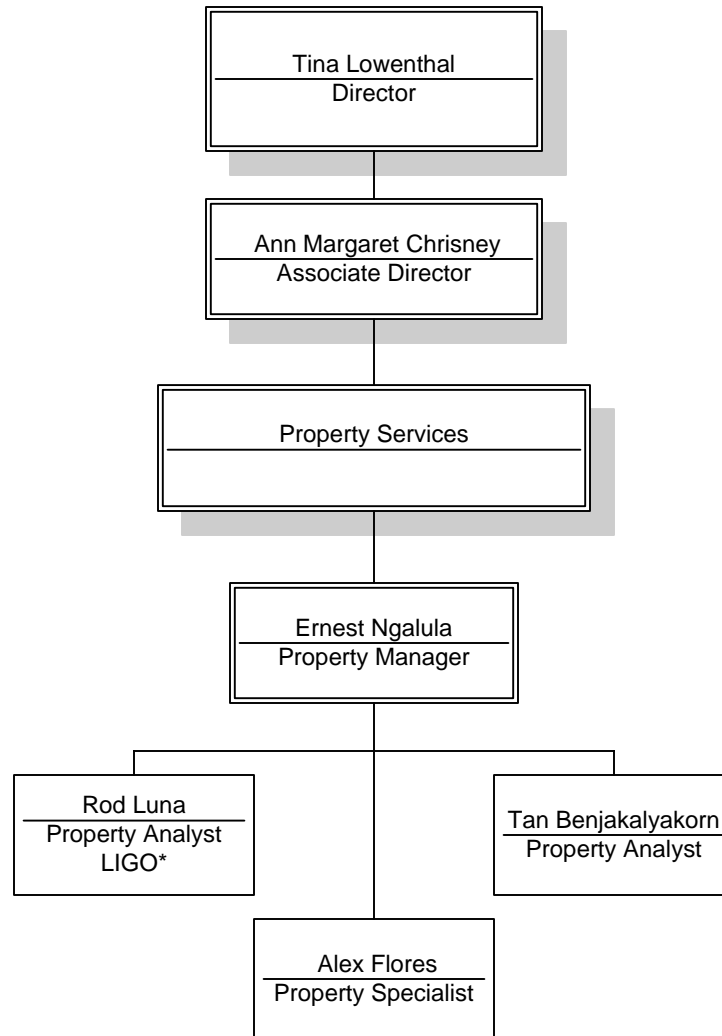 Tina Lowenthal
Director
Ann Margaret Chrisney
Associate Director
Property Services
Ernest Ngalula
Property Manager
Rod Luna
Property Analyst
LIGO*
Tan Benjakalyakorn
Property Analyst
Alex Flores
Property Specialist